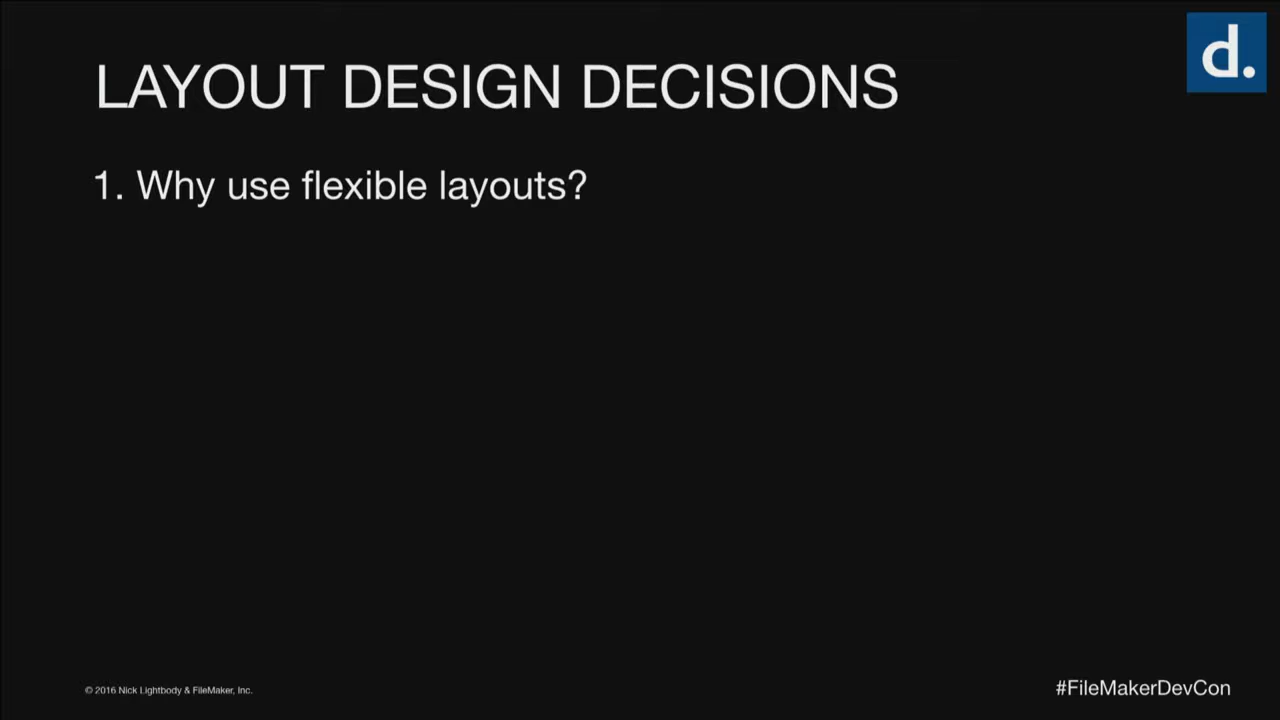 d.
LAYOUT DESIGN DECISIONS
1. Why use flexible layouts?
© 2016 Nick Lightbody & FileMaker, Inc.
#FileMakerDevCon